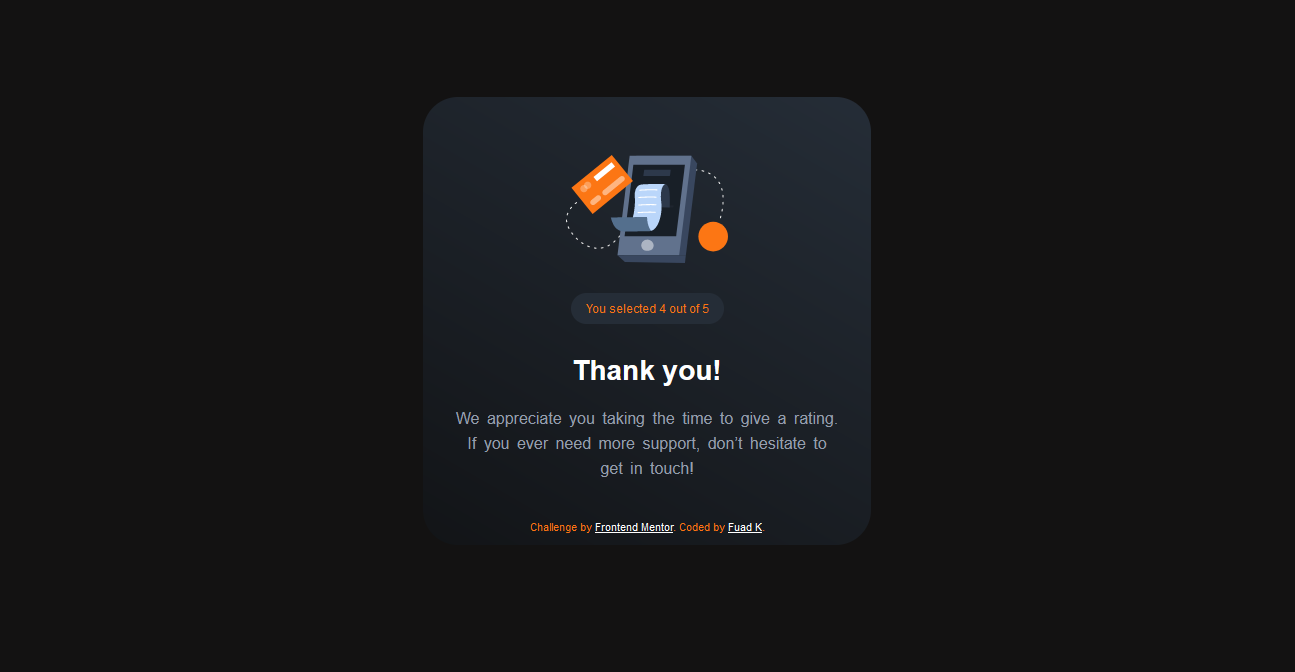 You selected 4 out of 5
Thank you!
We appreciate you taking the time to give a rating.
If you ever need more support, don’t hesitate to
get in touch!
Challenge by Frontend Mentor. Coded by Fuad K.